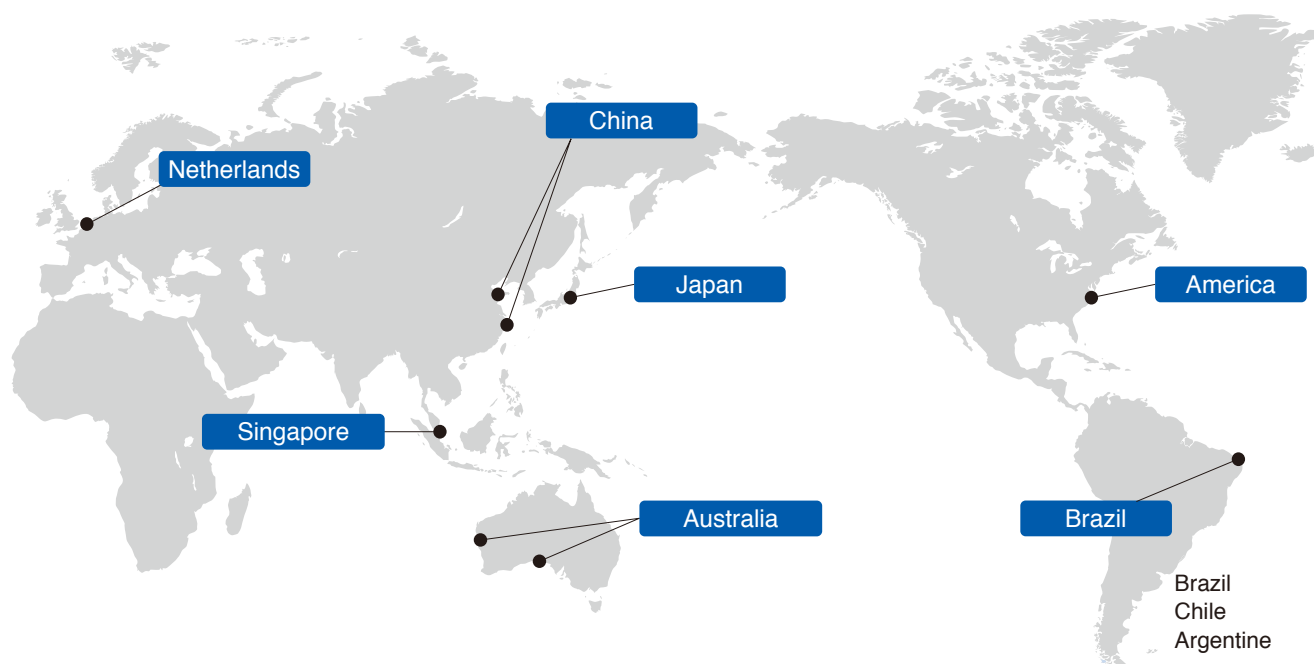 China
Netherlands
Japan
America
Singapore
Australia
Brazil
Brazil
Chile
Argentine